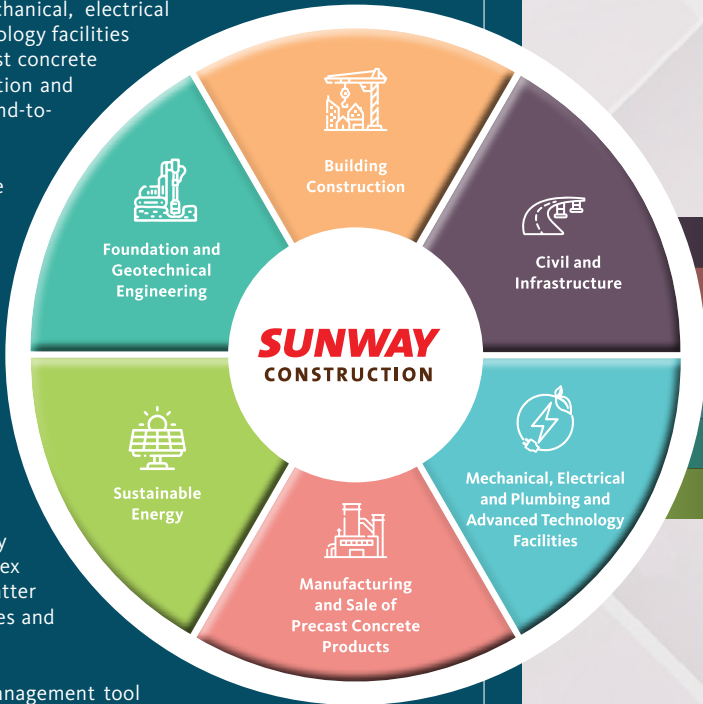 chanical, electrical
ology facilities
st concrete
tion and
nd-to-
e
y
ex
tter
es and
nagement tool
Building
Construction
Civil and
Infrastructure
Mechanical, Electrical
and Plumbing and
Advanced Technology
Facilities
Manufacturing
and Sale of
Precast Concrete
Products
Sustainable
Energy
Foundation and
Geotechnical
Engineering
SUNWAY
CONSTRUCTION